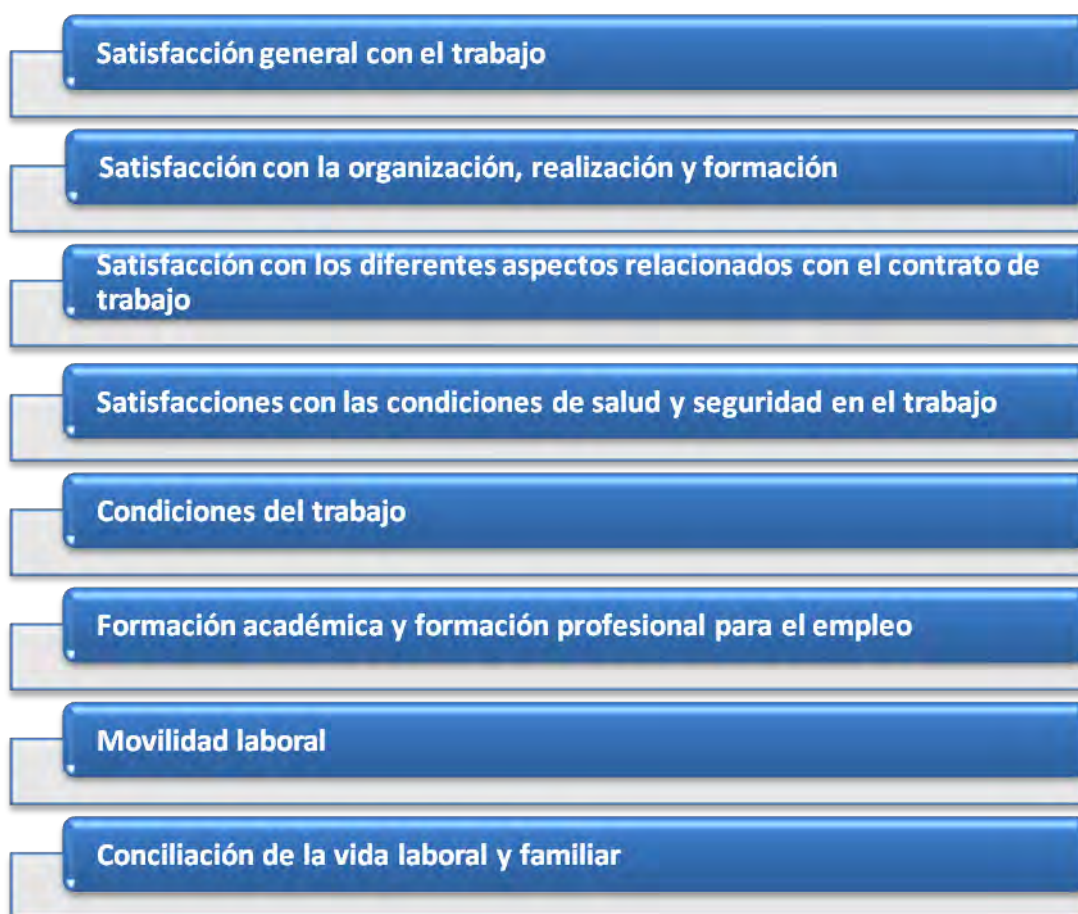 Satisfacción general con el trabajo
Satisfacción con la organización, realización y formación
Satisfacción con los diferentes aspectos relacionados con el contrato de
trabajo
Satisfacciones con las condiciones de salud y seguridad en el trabajo
Condiciones del trabajo
Formación académica y formación profesional para el empleo
Movilidad laboral
Conciliación de la vida laboral y familiar